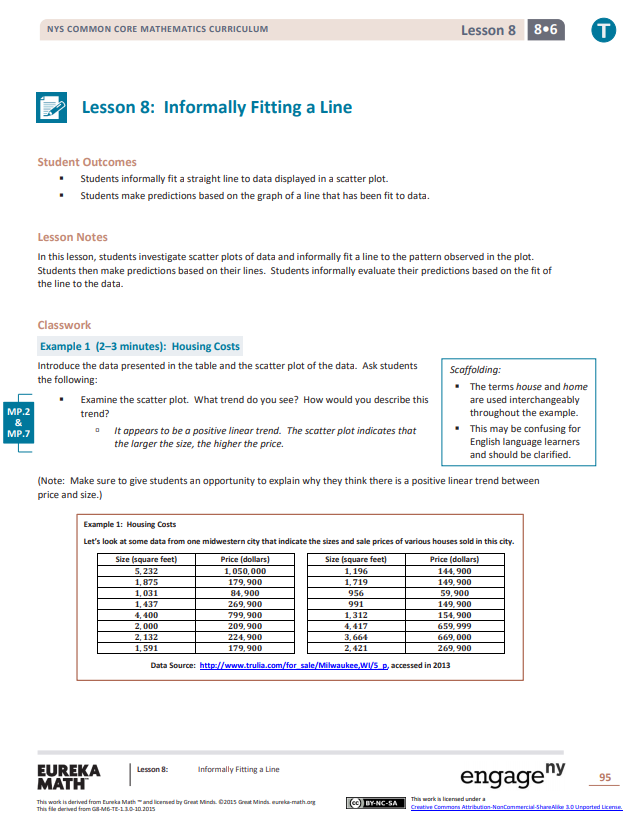 NYS COMMON CORE MATHEMATICS CURRICULUM
Lesson 8
8•6
T
Lesson 8: Informally Fitting a Line
Student Outcomes
▪ Students informally fit a straight line to data displayed in a scatter plot.
▪ Students make predictions based on the graph of a line that has been fit to data.
Lesson Notes
In this lesson, students investigate scatter plots of data and informally fit a line to the pattern observed in the plot.
Students then make predictions based on their lines. Students informally evaluate their predictions based on the fit of
the line to the data.
Classwork
Example 1 (2–3 minutes): Housing Costs
Introduce the data presented in the table and the scatter plot of the data. Ask students
the following:
▪ Examine the scatter plot. What trend do you see? How would you describe this
trend?
▫ It appears to be a positive linear trend. The scatter plot indicates that
the larger the size, the higher the price.
MP.2
&
MP.7
Scaffolding:
▪ The terms house and home
are used interchangeably
throughout the example.
▪ This may be confusing for
English language learners
and should be clarified.
(Note: Make sure to give students an opportunity to explain why they think there is a positive linear trend between
price and size.)
Example 1: Housing Costs
Let's look at some data from one midwestern city that indicate the sizes and sale prices of various houses sold in this city.
Size (square feet) Price (dollars) Size (square feet) Price (dollars)
5,232 1,050,000 1,196 144,900
1,875 179,900 1,719 149,900
1,031 84,900 956 59,900
1,437 269,900 991 149,900
4,400 799,900 1,312 154,900
2,000 209,900 4,417 659,999
2,132 224,900 3,664 669,000
1,591 179,900 2,421 269,900
Data Source: http://www.trulia.com/for_sale/Milwaukee,WI/5_p, accessed in 2013
EUREKA
MATH™
Lesson 8: Informally Fitting a Line
engage ny
95
This work is derived from Eureka Math ™ and licensed by Great Minds. ©2015 Great Minds. eureka-math.org
This file derived from G8-M6-TE-1.3.0-10.2015
CC BY-NC-SA
This work is licensed under a
Creative Commons Attribution-NonCommercial-ShareAlike 3.0 Unported License.